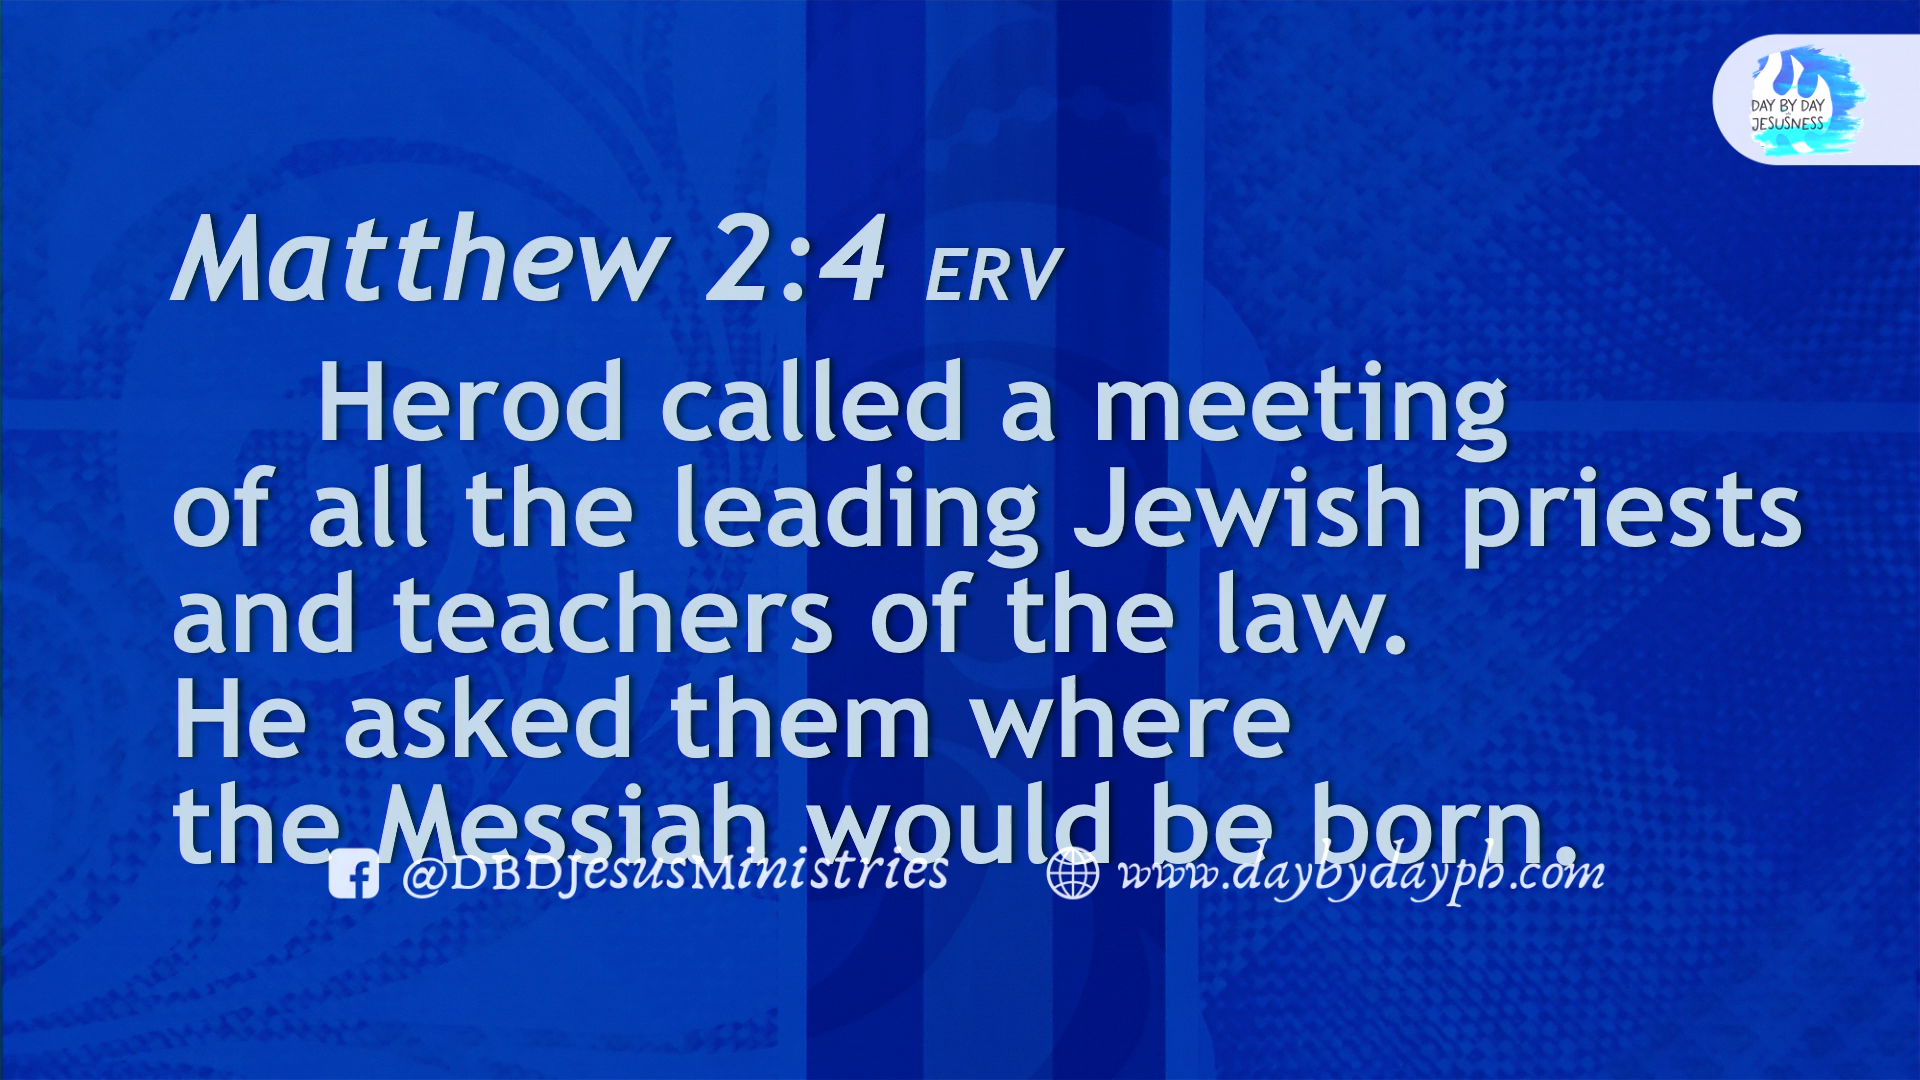 DAY BY DAY
JESUSNESS
Matthew 2:4 ERV
Herod called a meeting
of all the leading Jewish priests
and teachers of the law.
He asked them where
the Messiah would be born.
@DBDJesusMinistries www.daybydayph.com